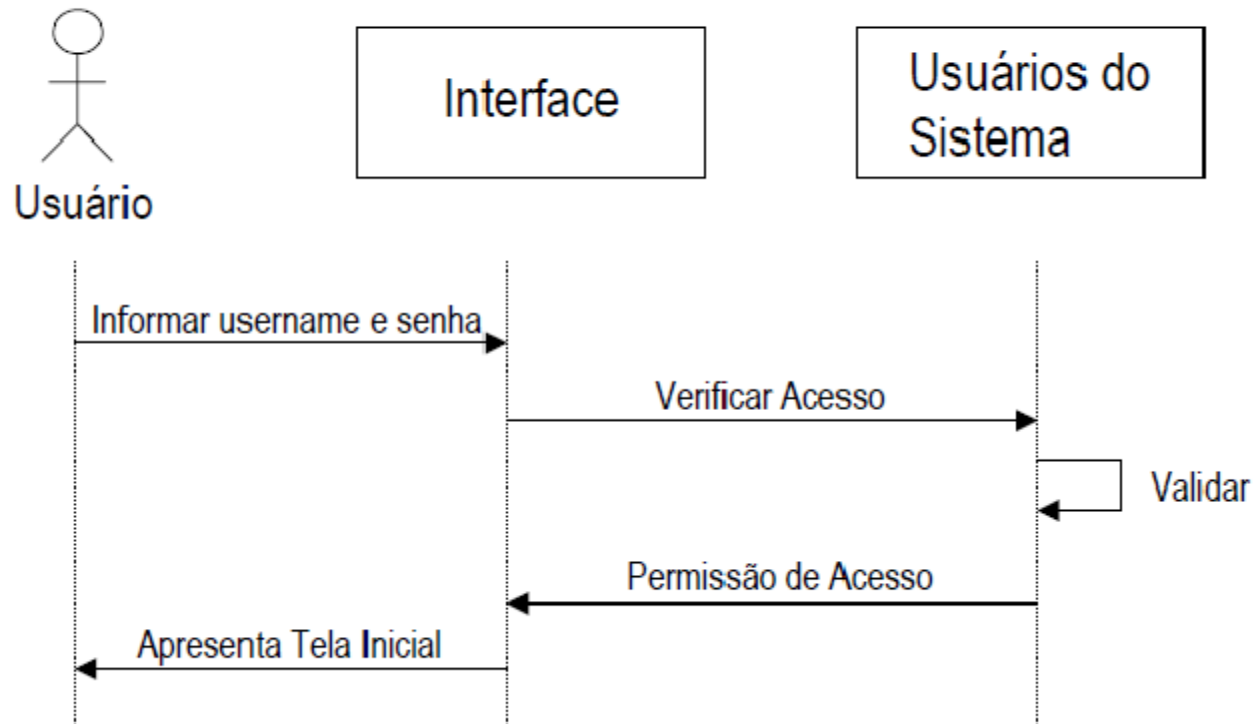 Interface
Usuários do
Sistema
Usuário
Informar username e senha
Verificar Acesso
Validar
Permissão de Acesso
Apresenta Tela Inicial